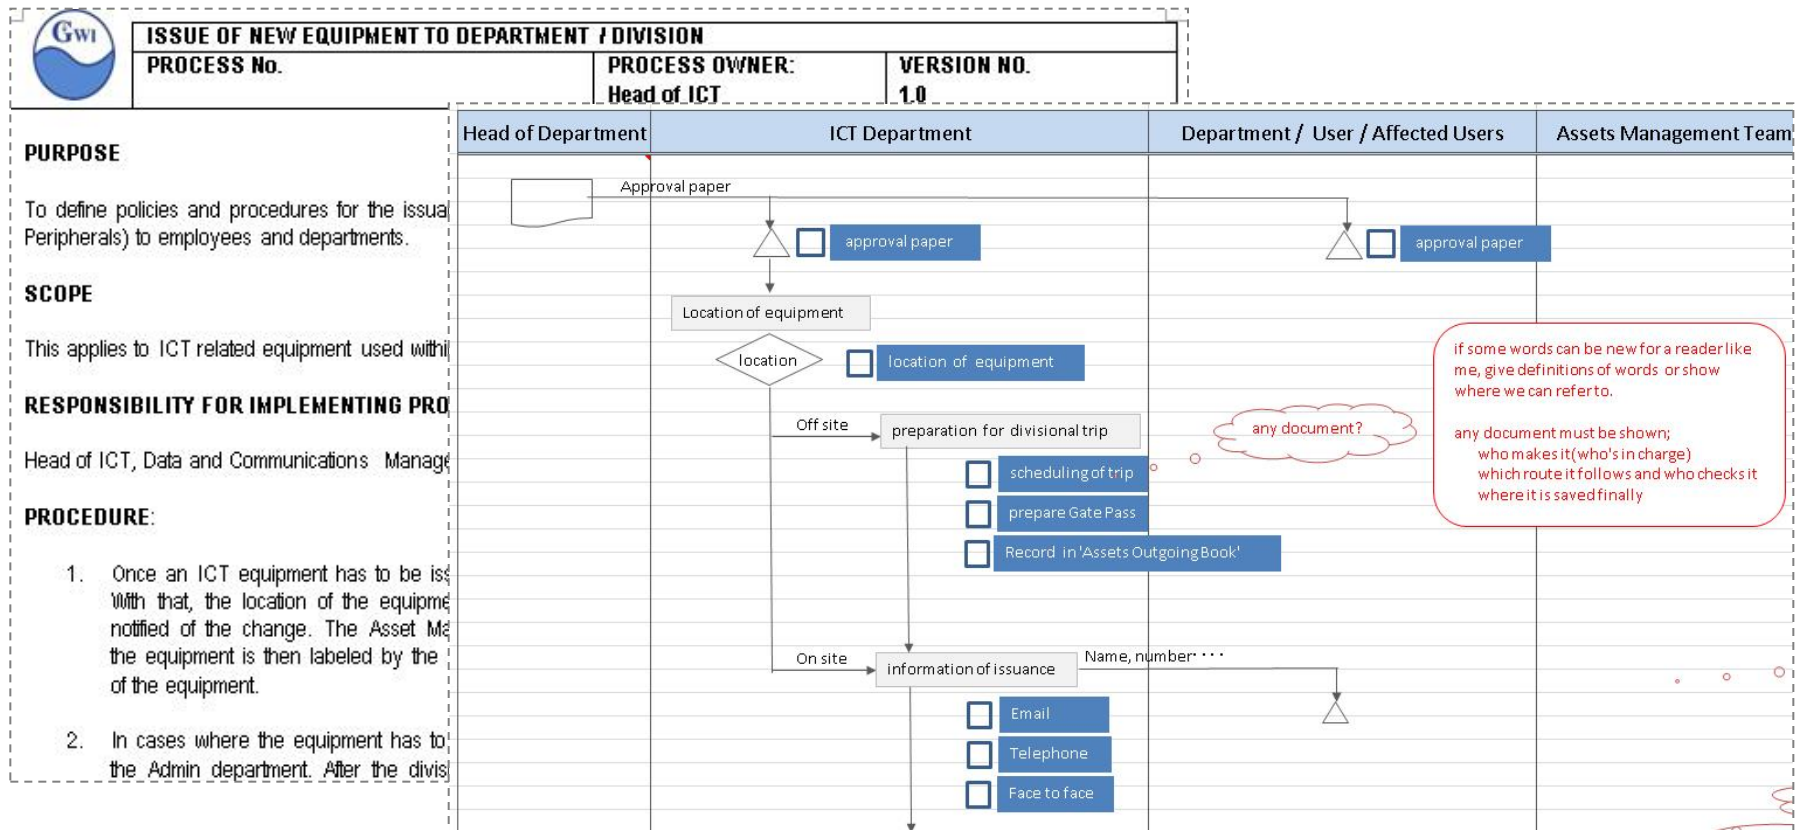 GWI
ISSUE OF NEW EQUIPMENT TO DEPARTMENT / DIVISION
PROCESS No.
PROCESS OWNER:
Head of ICT
VERSION NO.
1.0
PURPOSE
To define policies and procedures for the issua
Peripherals) to employees and departments.
SCOPE
This applies to ICT related equipment used withi
RESPONSIBILITY FOR IMPLEMENTING PRO
Head of ICT, Data and Communications Manage
PROCEDURE:
1. Once an ICT equipment has to be iss
With that, the location of the equipme
notified of the change. The Asset Ma
the equipment is then labeled by the
of the equipment.
2. In cases where the equipment has to
the Admin department. After the divis
Head of Department
ICT Department
Department / User / Affected Users
Assets Management Team
Approval paper
approval paper
approval paper
Location of equipment
location
location of equipment
Off site
preparation for divisional trip
scheduling of trip
prepare Gate Pass
Record in 'Assets Outgoing Book'
any document?
if some words can be new for a reader like
me, give definitions of words or show
where we can refer to.
any document must be shown;
who makes it(who's in charge)
which route it follows and who checks it
where it is saved finally
On site
information of issuance
Name, number････
Email
Telephone
Face to face